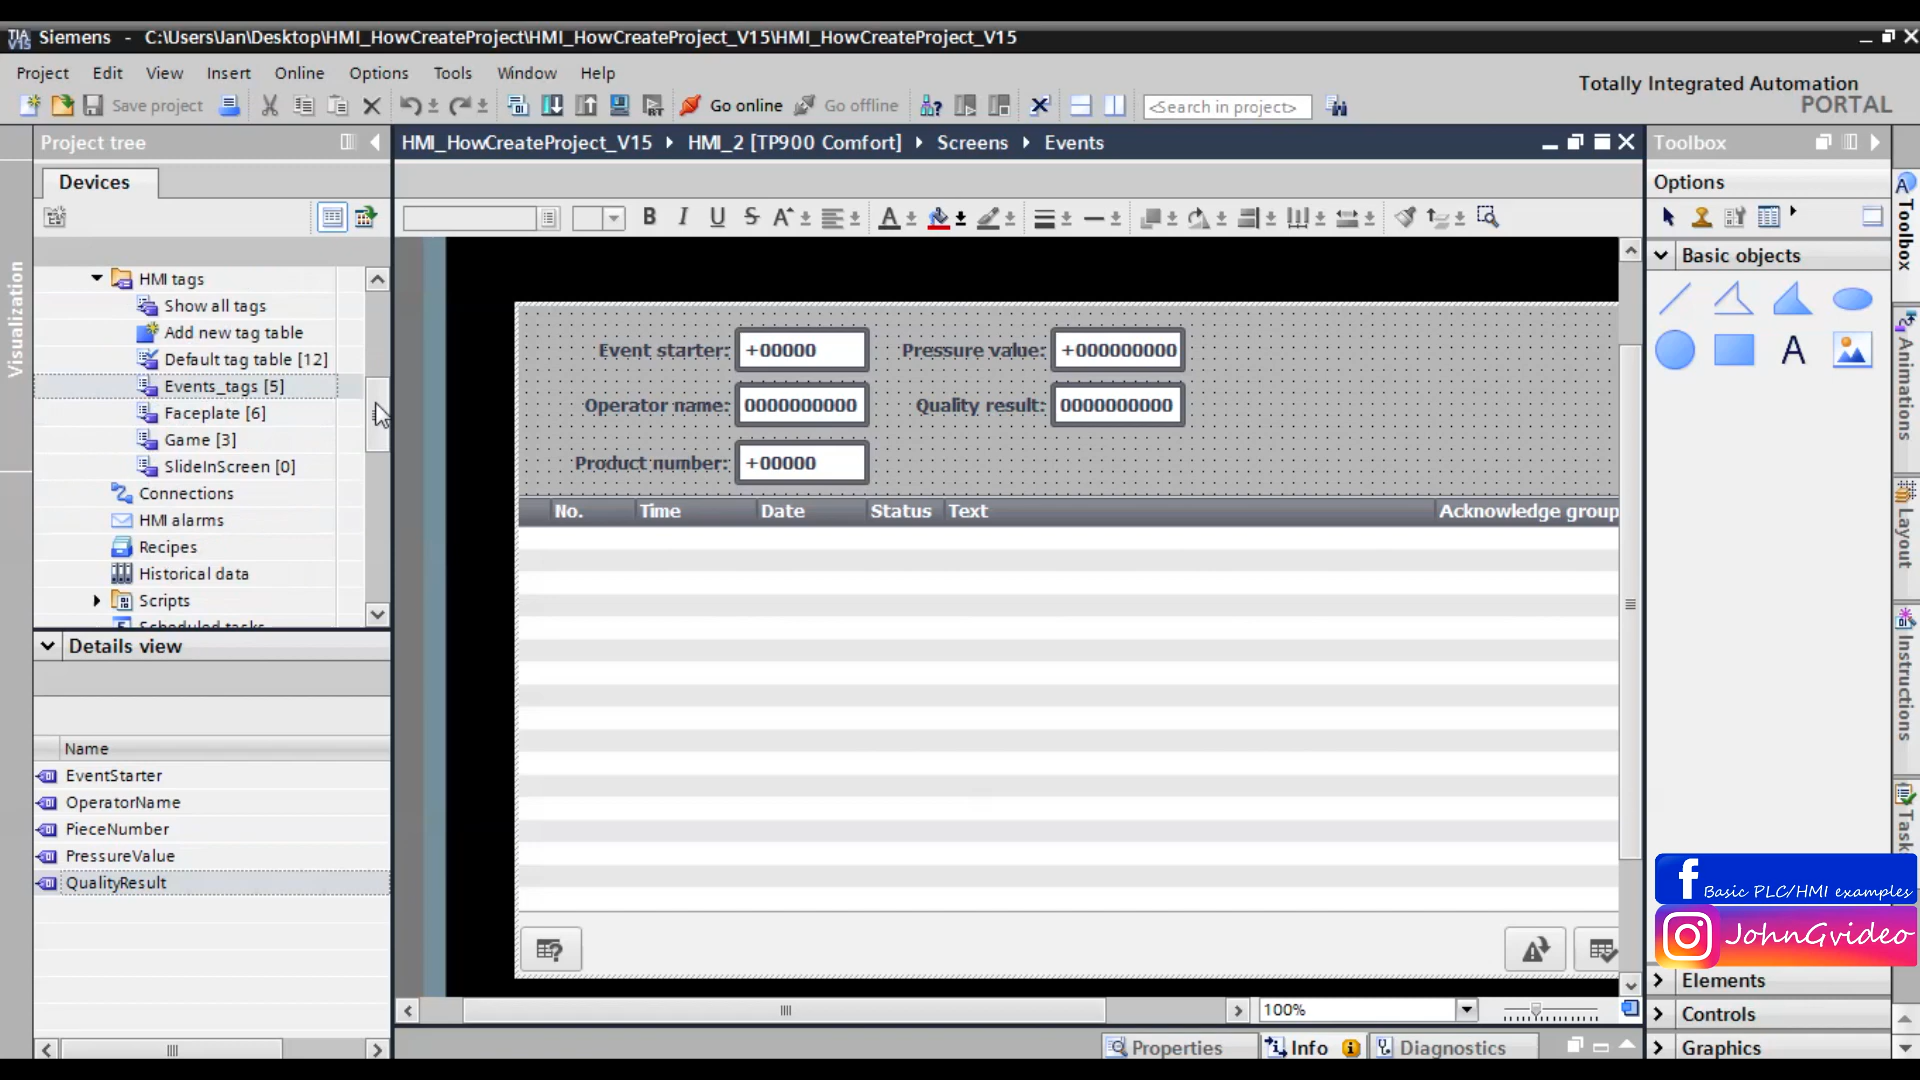 TIA V15 Siemens - C:\Users\Jan\Desktop\HMI_HowCreateProject\HMI_HowCreateProject_V15\HMI_HowCreateProject_V15
Project Edit View Insert Online Options Tools Window Help
Totally Integrated Automation
PORTAL
Save project Go online Go offline <Search in project>
Project tree
HMI_HowCreateProject_V15 HMI_2 [TP900 Comfort] Screens Events
Toolbox
Devices
Options
B I U S A A
Visualization
HMI tags
Show all tags
Add new tag table
Default tag table [12]
Events_tags [5]
Faceplate [6]
Game [3]
SlideInScreen [0]
Connections
HMI alarms
Recipes
Historical data
Scripts
Scheduled tasks
Details view
Name
EventStarter
OperatorName
PieceNumber
PressureValue
QualityResult
Event starter: +00000 Pressure value: +000000000
Operator name: 0000000000 Quality result: 0000000000
Product number: +00000
No. Time Date Status Text Acknowledge group
100%
Properties Info Diagnostics
Basic objects
A
Elements
Controls
Graphics
Toolbox
Animations
Layout
Instructions
Task
f Basic PLC/HMI examples
JohnGvideo